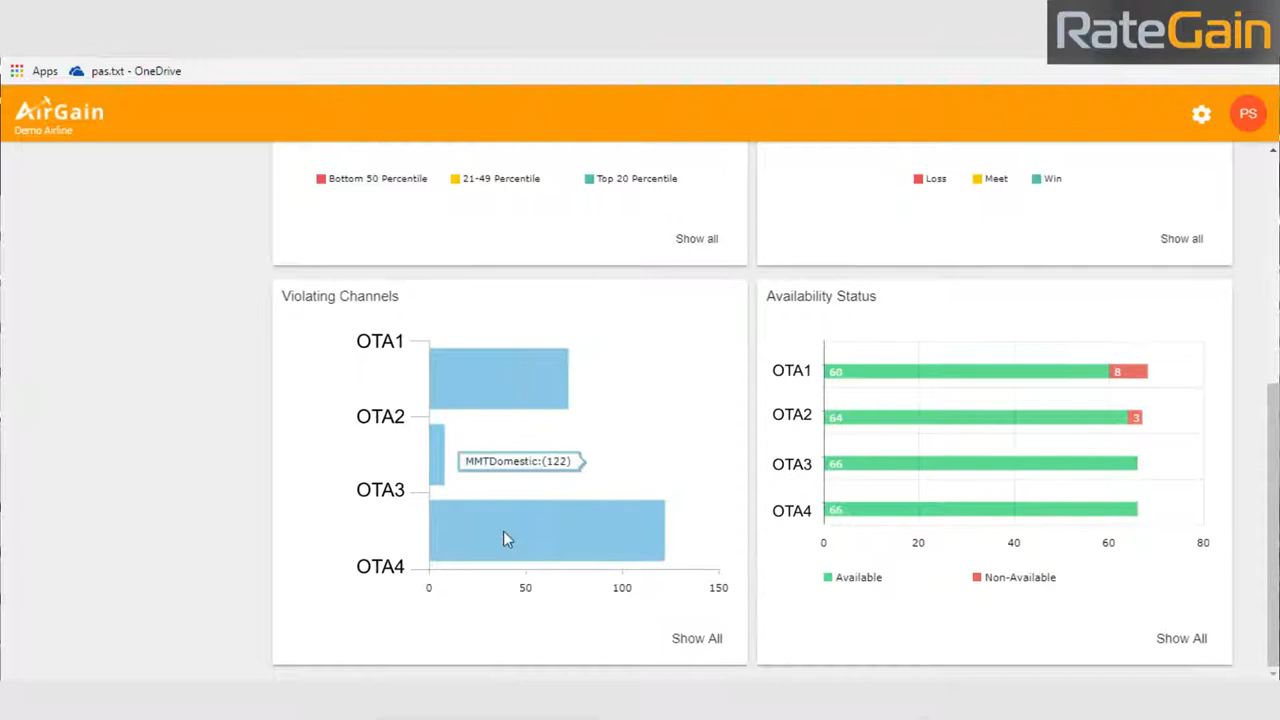 RateGain
Apps pas.txt - OneDrive
AirGain
Demo Airline
PS
Bottom 50 Percentile 21-49 Percentile Top 20 Percentile
Show all
Loss Meet Win
Show all
Violating Channels
OTA1
OTA2
MMTDomestic:(122)
OTA3
OTA4
0 50 100 150
Show All
Availability Status
OTA1 60 8
OTA2 64 3
OTA3 66
OTA4 66
0 20 40 60 80
Available Non-Available
Show All